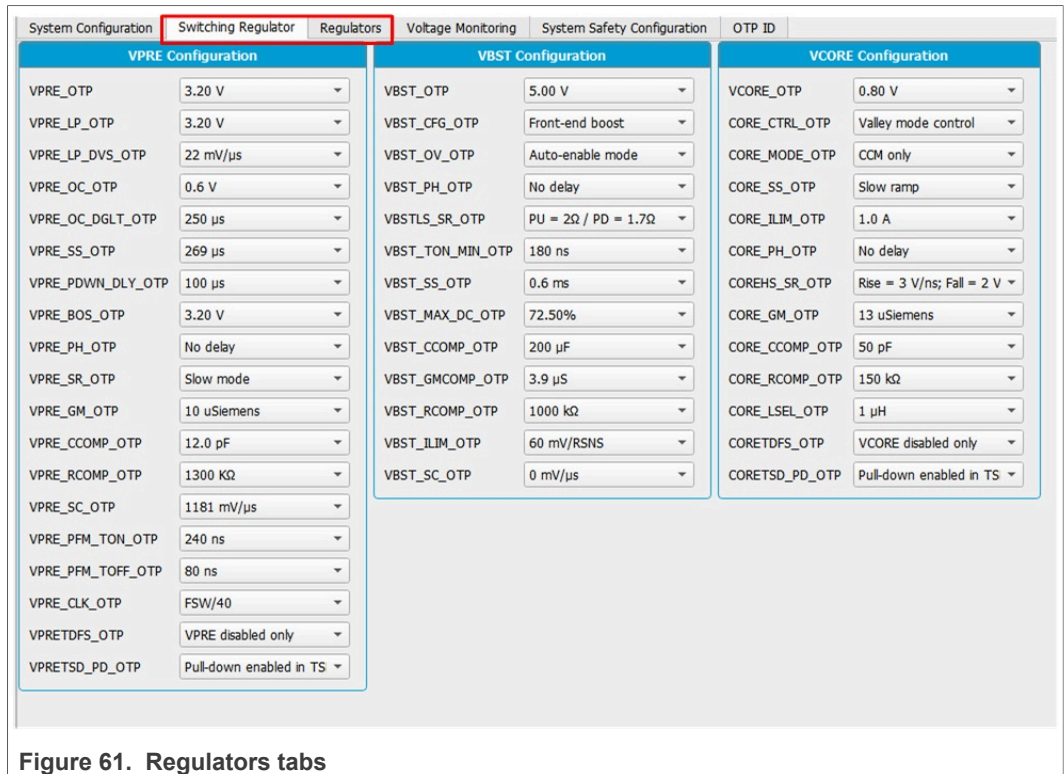 System Configuration Switching Regulator Regulators Voltage Monitoring System Safety Configuration OTP ID
VPRE Configuration
VPRE_OTP 3.20 V
VPRE_LP_OTP 3.20 V
VPRE_LP_DVS_OTP 22 mV/µs
VPRE_OC_OTP 0.6 V
VPRE_OC_DGLT_OTP 250 µs
VPRE_SS_OTP 269 µs
VPRE_PDWN_DLY_OTP 100 µs
VPRE_BOS_OTP 3.20 V
VPRE_PH_OTP No delay
VPRE_SR_OTP Slow mode
VPRE_GM_OTP 10 uSiemens
VPRE_CCOMP_OTP 12.0 pF
VPRE_RCOMP_OTP 1300 KΩ
VPRE_SC_OTP 1181 mV/µs
VPRE_PFM_TON_OTP 240 ns
VPRE_PFM_TOFF_OTP 80 ns
VPRE_CLK_OTP FSW/40
VPRETDFS_OTP VPRE disabled only
VPRETSD_PD_OTP Pull-down enabled in TS
VBST Configuration
VBST_OTP 5.00 V
VBST_CFG_OTP Front-end boost
VBST_OV_OTP Auto-enable mode
VBST_PH_OTP No delay
VBSTLS_SR_OTP PU = 2Ω / PD = 1.7Ω
VBST_TON_MIN_OTP 180 ns
VBST_SS_OTP 0.6 ms
VBST_MAX_DC_OTP 72.50%
VBST_CCOMP_OTP 200 µF
VBST_GMCOMP_OTP 3.9 µS
VBST_RCOMP_OTP 1000 kΩ
VBST_ILIM_OTP 60 mV/RSNS
VBST_SC_OTP 0 mV/µs
VCORE Configuration
VCORE_OTP 0.80 V
CORE_CTRL_OTP Valley mode control
CORE_MODE_OTP CCM only
CORE_SS_OTP Slow ramp
CORE_ILIM_OTP 1.0 A
CORE_PH_OTP No delay
COREHS_SR_OTP Rise = 3 V/ns; Fall = 2 V
CORE_GM_OTP 13 uSiemens
CORE_CCOMP_OTP 50 pF
CORE_RCOMP_OTP 150 kΩ
CORE_LSEL_OTP 1 µH
CORETDFS_OTP VCORE disabled only
CORETSD_PD_OTP Pull-down enabled in TS
Figure 61. Regulators tabs